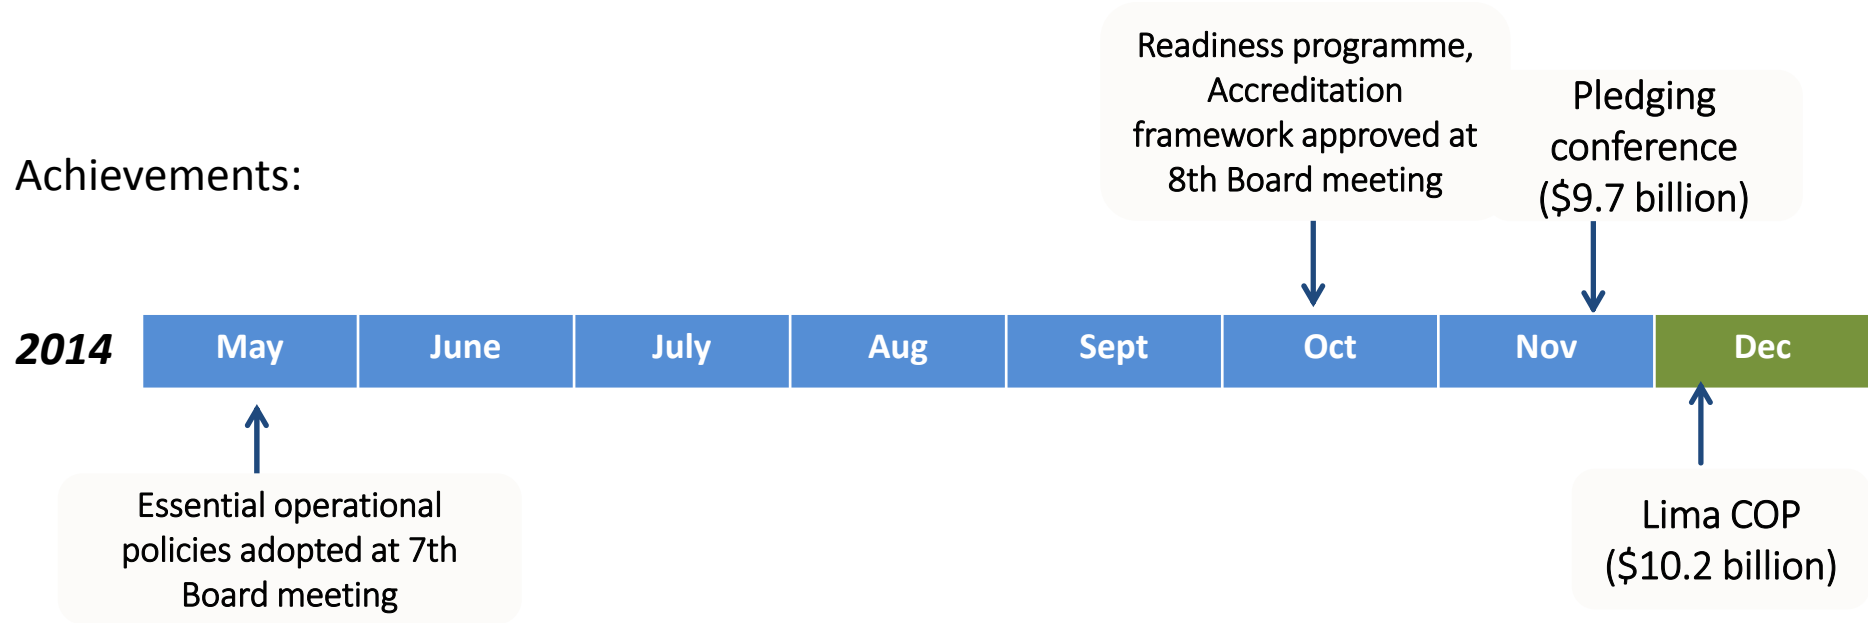 Readiness programme,
Accreditation
framework approved at
8th Board meeting
Pledging
conference
($9.7 billion)
Achievements:
2014
May
June
July
Aug
Sept
Oct
Nov
Dec
Essential operational
policies adopted at 7th
Board meeting
Lima COP
($10.2 billion)